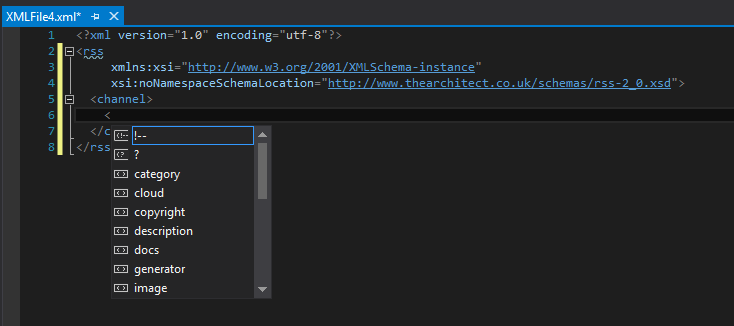 XMLFile4.xml*
1 <?xml version="1.0" encoding="utf-8"?>
2 <rss
3 xmlns:xsi="http://www.w3.org/2001/XMLSchema-instance"
4 xsi:noNamespaceSchemaLocation="http://www.thearchitect.co.uk/schemas/rss-2_0.xsd">
5 <channel>
6 <
7 </c
8 </rss
!--
?
category
cloud
copyright
description
docs
generator
image